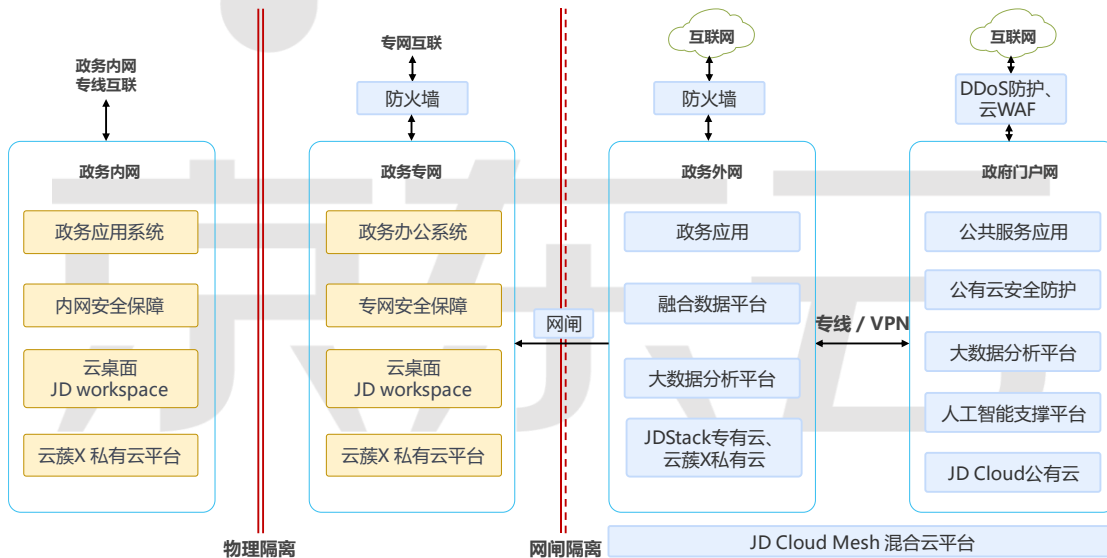 政务内网
专线互联
政务内网
政务应用系统
内网安全保障
云桌面
JD workspace
云蔟X 私有云平台
物理隔离
专网互联
防火墙
政务专网
政务办公系统
专网安全保障
云桌面
JD workspace
云蔟X 私有云平台
网闸
网闸隔离
互联网
防火墙
政务外网
政务应用
融合数据平台
大数据分析平台
JDStack专有云、
云蔟X私有云
专线 / VPN
互联网
DDoS防护、
云WAF
政府门户网
公共服务应用
公有云安全防护
大数据分析平台
人工智能支撑平台
JD Cloud公有云
JD Cloud Mesh 混合云平台
京东云